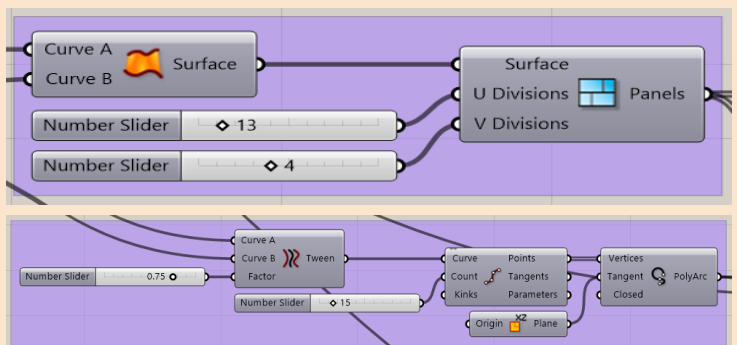 Curve A
Curve B
Surface
Surface
U Divisions
V Divisions
Panels
Number Slider 13
Number Slider 4
Curve A
Curve B
Factor
Tween
Number Slider 0.75
Number Slider 15
Curve
Count
Kinks
Points
Tangents
Parameters
Vertices
Tangent
Closed
PolyArc
Origin
XZ
Plane